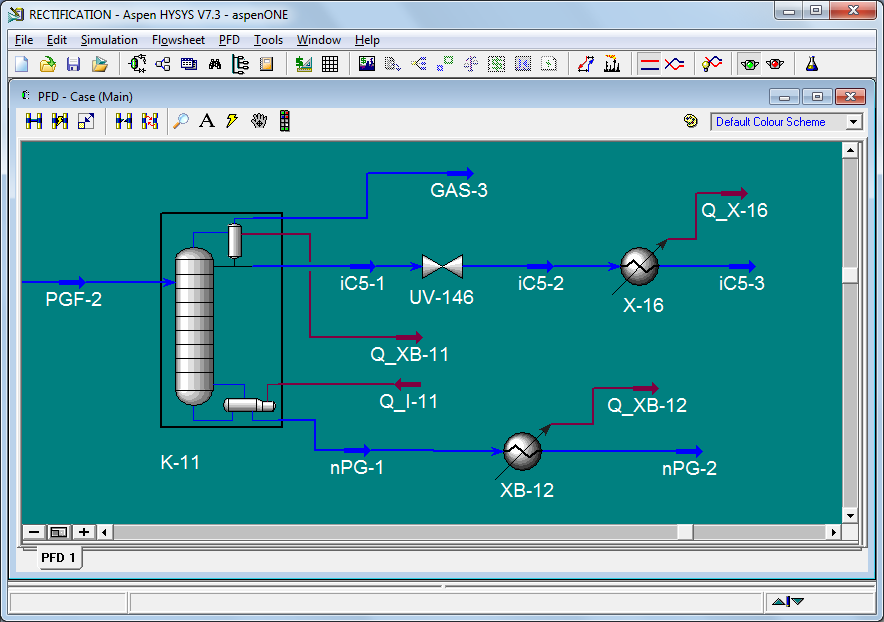 RECTIFICATION - Aspen HYSYS V7.3 - aspenONE
File Edit Simulation Flowsheet PFD Tools Window Help
PFD - Case (Main)
A
Default Colour Scheme
GAS-3
Q_X-16
iC5-1
iC5-2
iC5-3
PGF-2
UV-146
X-16
Q_XB-11
Q_I-11
Q_XB-12
K-11
nPG-1
nPG-2
XB-12
PFD 1